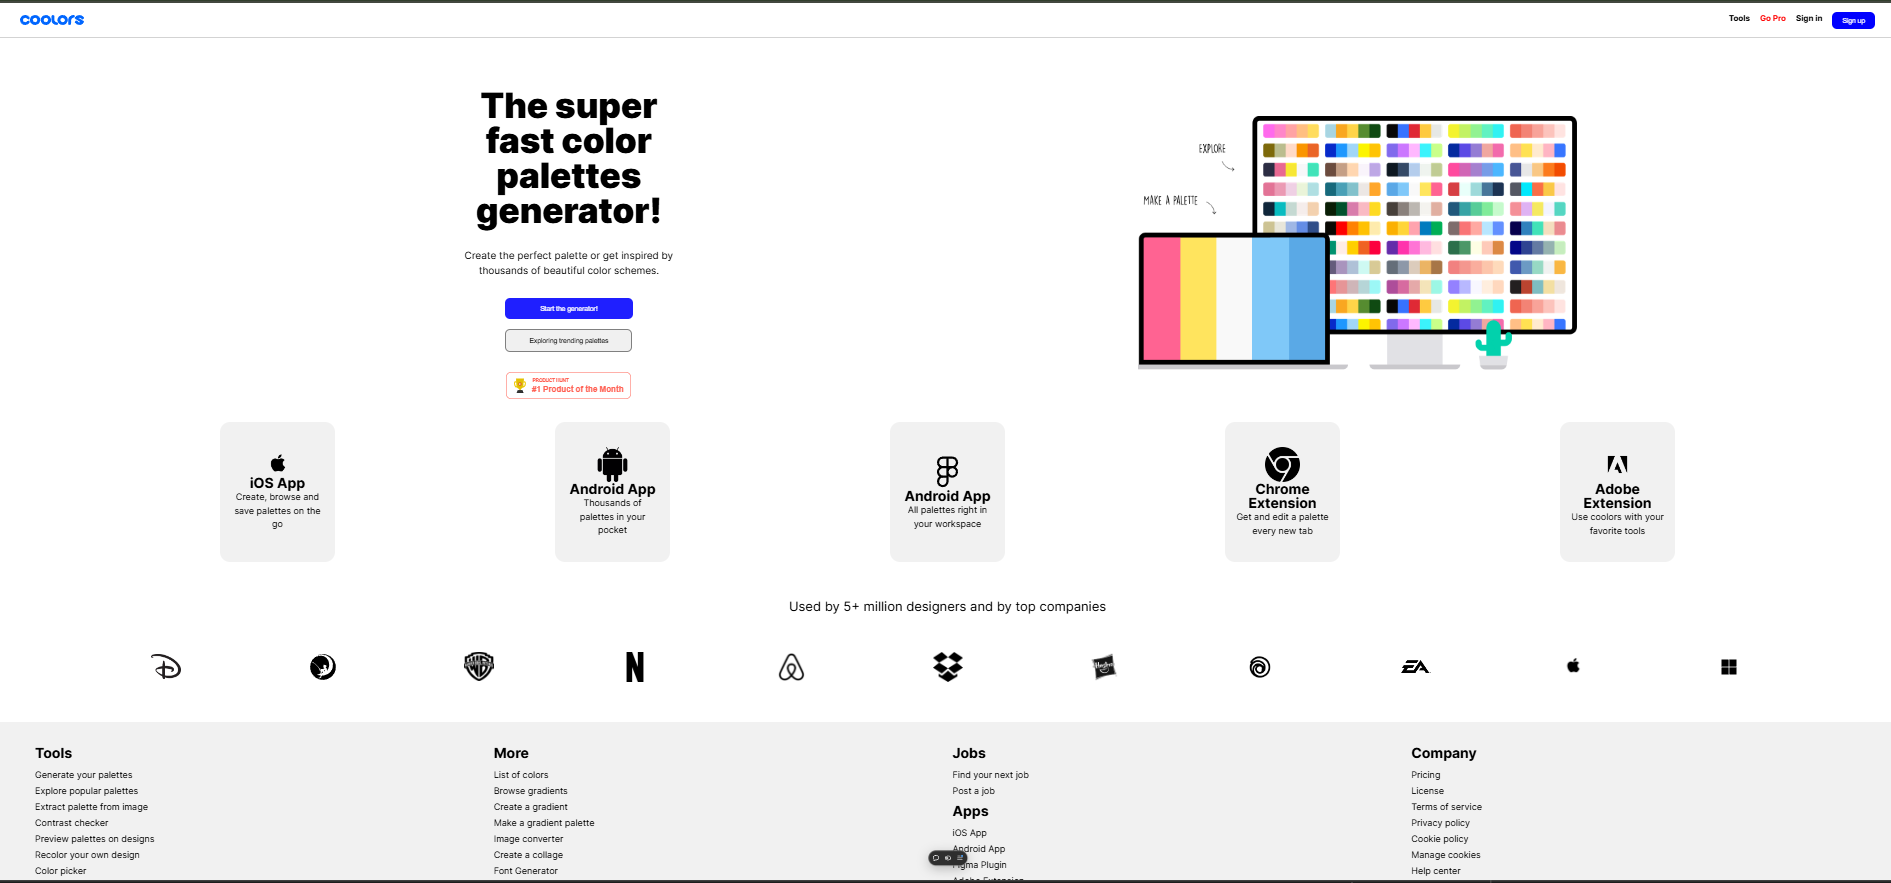 coolors
Tools Go Pro Sign in Sign up
The super
fast color
palettes
generator!
Create the perfect palette or get inspired by
thousands of beautiful color schemes.
Start the generator!
Exploring trending palettes
PRODUCT HUNT
#1 Product of the Month
EXPLORE
MAKE A PALETTE
iOS App
Create, browse and
save palettes on the
go
Android App
Thousands of
palettes in your
pocket
Android App
All palettes right in
your workspace
Chrome
Extension
Get and edit a palette
every new tab
Adobe
Extension
Use coolors with your
favorite tools
Used by 5+ million designers and by top companies
WB
N
Hasbro
EA
Tools
Generate your palettes
Explore popular palettes
Extract palette from image
Contrast checker
Preview palettes on designs
Recolor your own design
Color picker
More
List of colors
Browse gradients
Create a gradient
Make a gradient palette
Image converter
Create a collage
Font Generator
Jobs
Find your next job
Post a job
Apps
iOS App
Android App
Figma Plugin
Adobe Extension
Company
Pricing
License
Terms of service
Privacy policy
Cookie policy
Manage cookies
Help center